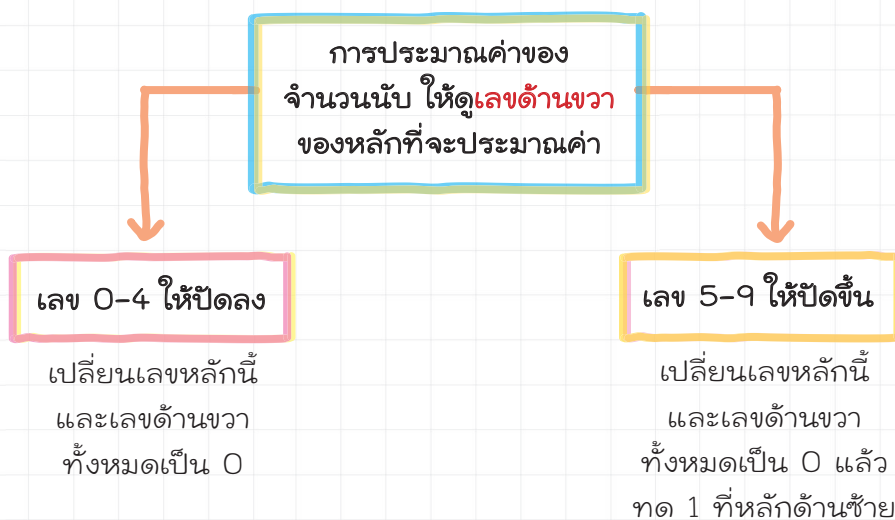 การประมาณค่าของ
จำนวนนับ ให้ดูเลขด้านขวา
ของหลักที่จะประมาณค่า
เลข 0-4 ให้ปัดลง
เปลี่ยนเลขหลักนี้
และเลขด้านขวา
ทั้งหมดเป็น 0
เลข 5-9 ให้ปัดขึ้น
เปลี่ยนเลขหลักนี้
และเลขด้านขวา
ทั้งหมดเป็น 0 แล้ว
ทด 1 ที่หลักด้านซ้าย